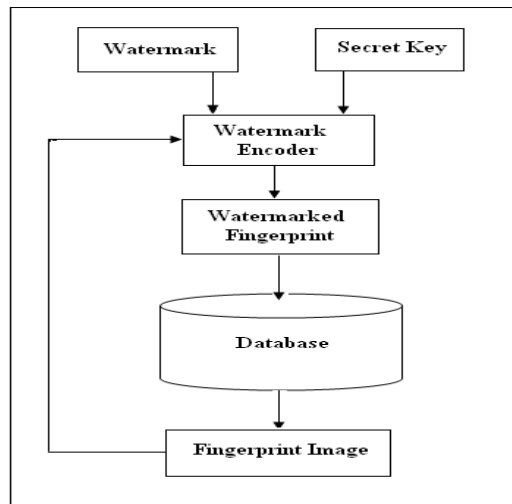 Watermark
Secret Key
Watermark
Encoder
Watermarked
Fingerprint
Database
Fingerprint Image